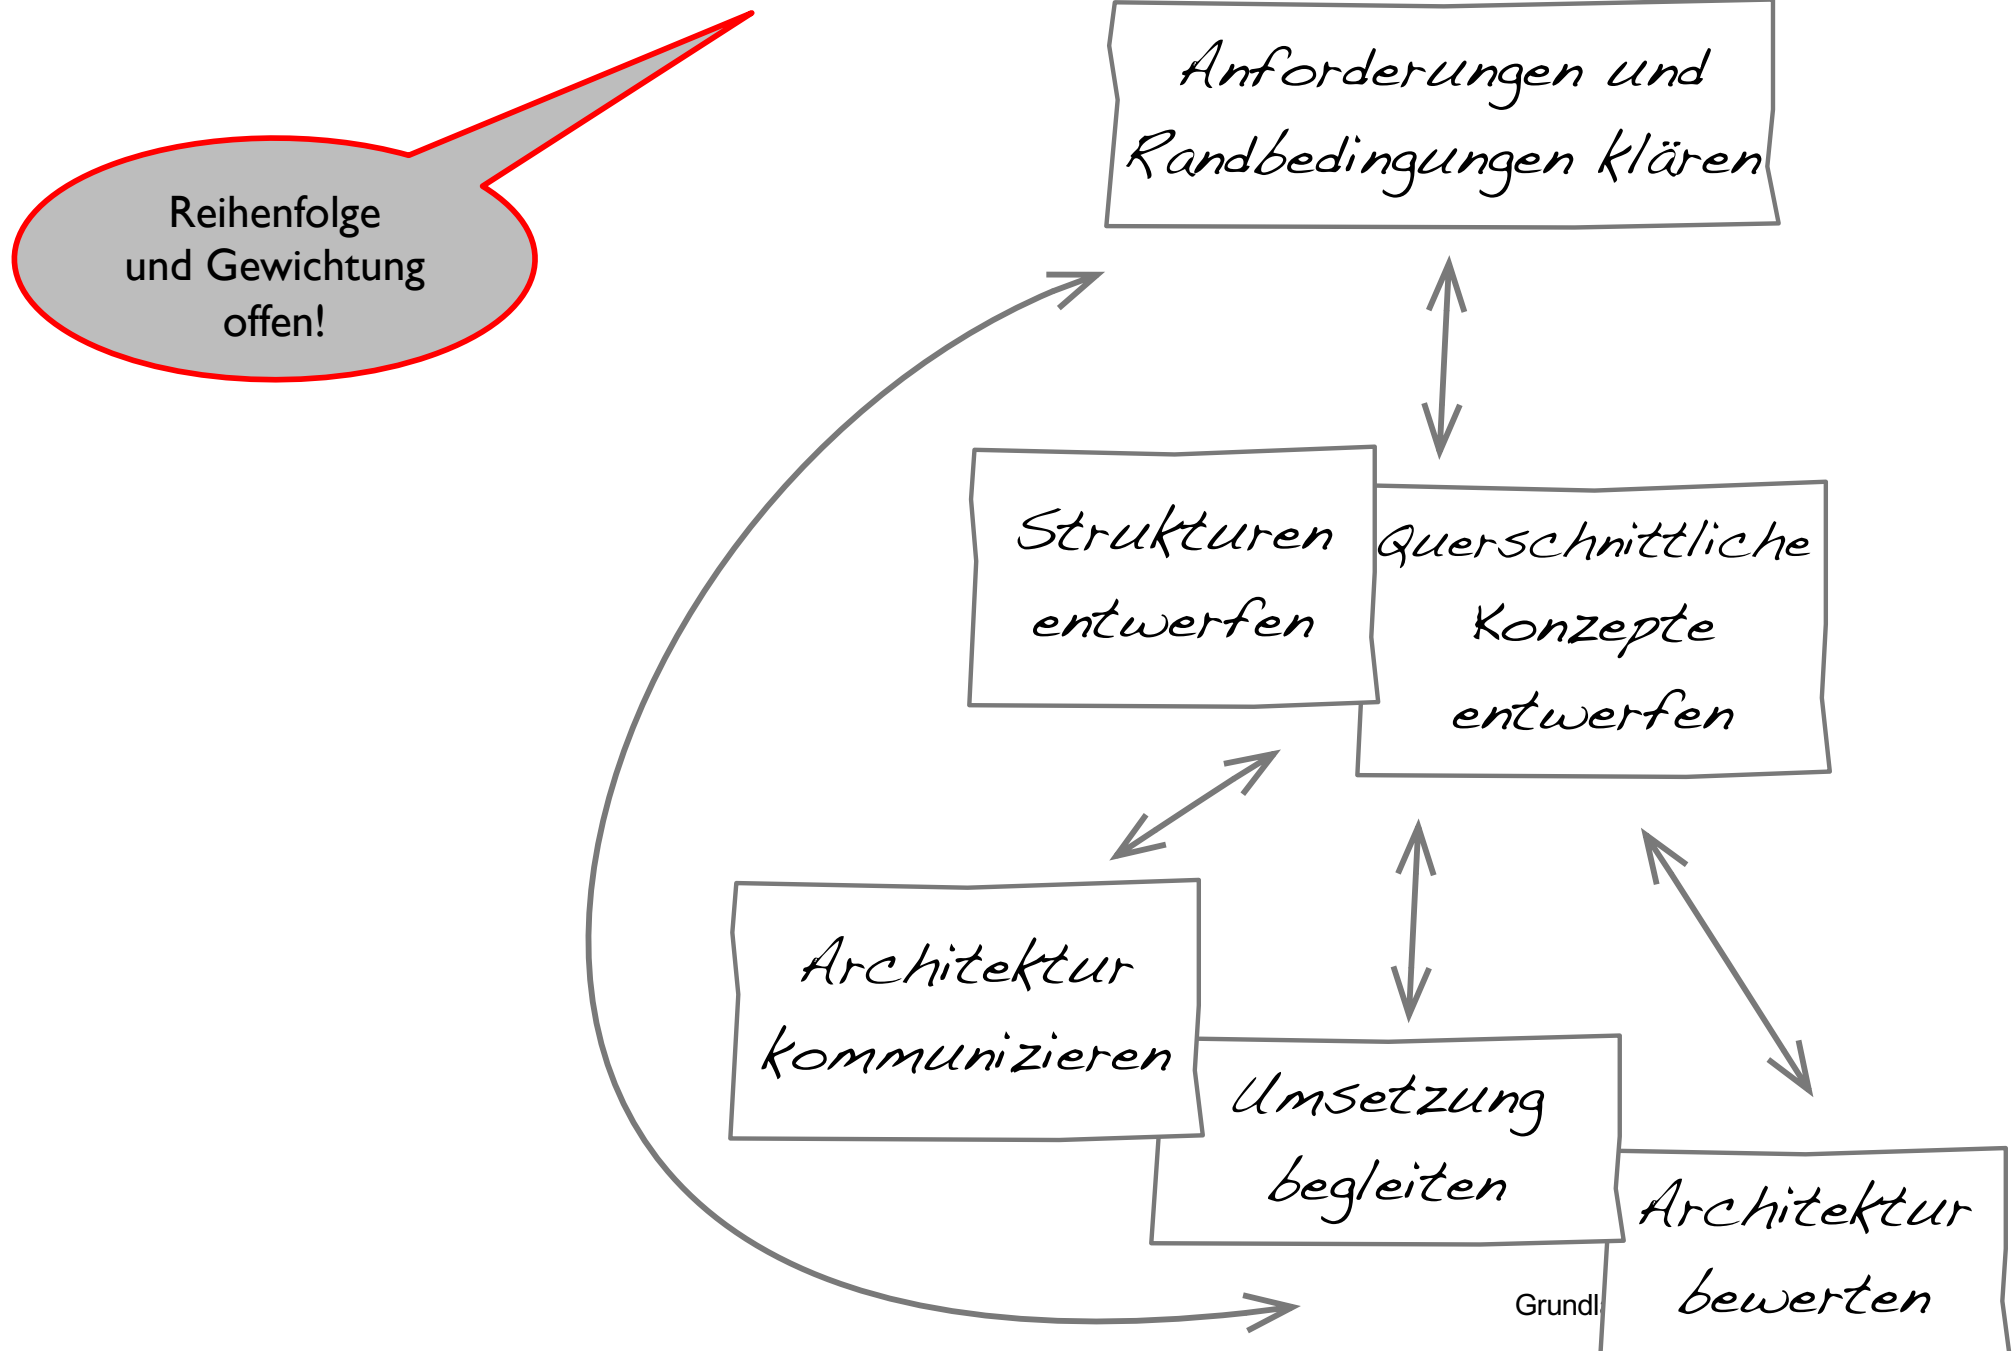 Anforderungen und
Randbedingungen klären
Reihenfolge
und Gewichtung
offen!
Strukturen
entwerfen
Querschnittliche
Konzepte
entwerfen
Architektur
kommunizieren
Umsetzung
begleiten
Architektur
bewerten